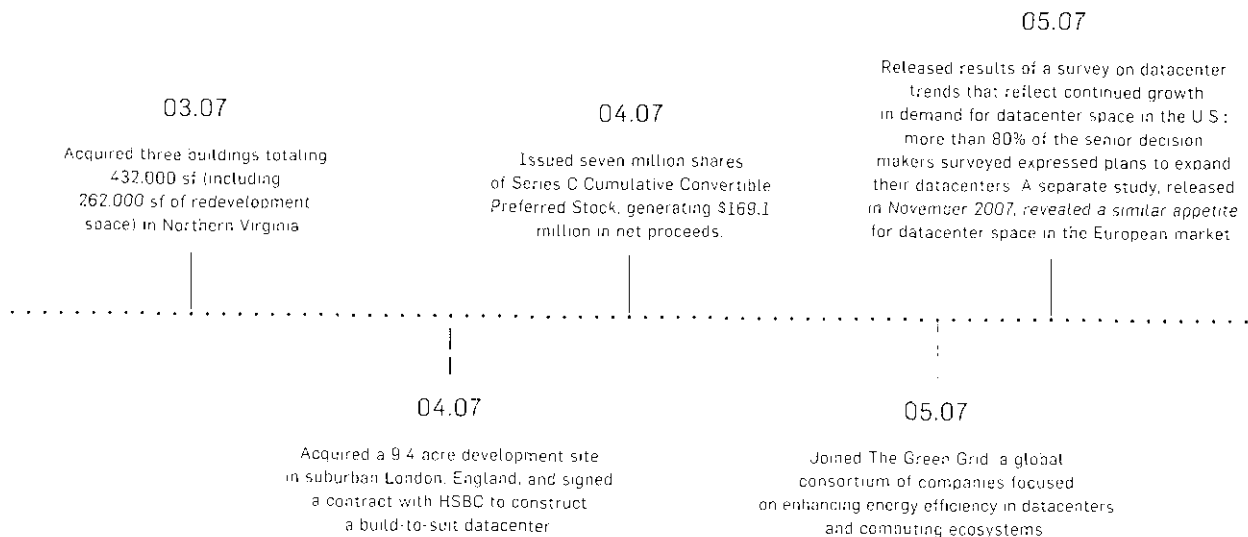 03.07
Acquired three buildings totaling
432,000 sf (including
262,000 sf of redevelopment
space) in Northern Virginia
04.07
Acquired a 9.4 acre development site
in suburban London, England, and signed
a contract with HSBC to construct
a build-to-suit datacenter
04.07
Issued seven million shares
of Series C Cumulative Convertible
Preferred Stock, generating $169.1
million in net proceeds.
05.07
Joined The Green Grid, a global
consortium of companies focused
on enhancing energy efficiency in datacenters
and computing ecosystems
05.07
Released results of a survey on datacenter
trends that reflect continued growth
in demand for datacenter space in the U.S.:
more than 80% of the senior decision
makers surveyed expressed plans to expand
their datacenters. A separate study, released
in November 2007, revealed a similar appetite
for datacenter space in the European market